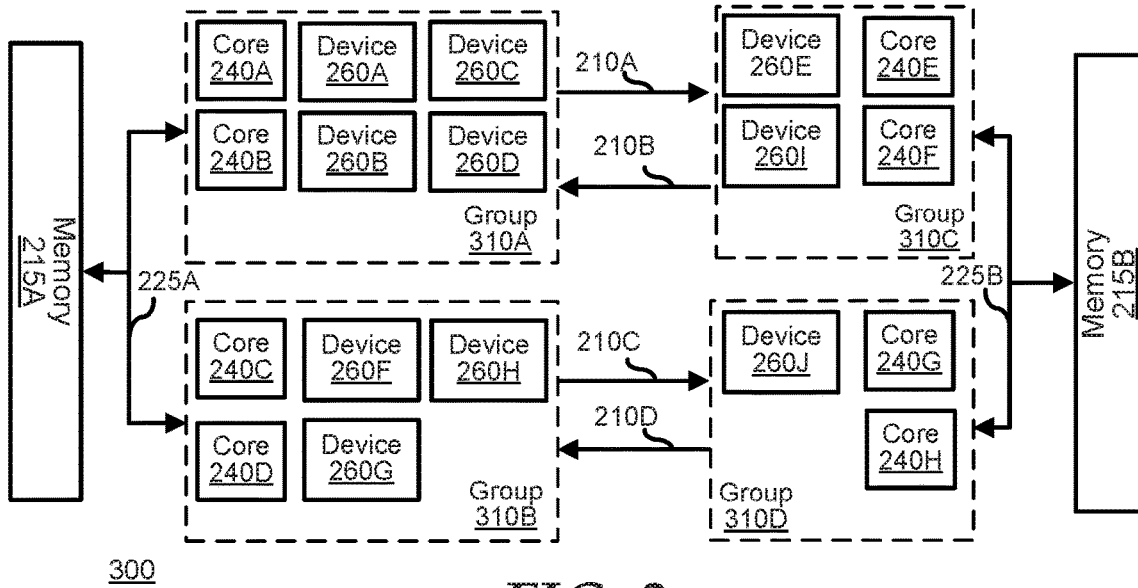 Memory
215A
225A
Core
240A
Device
260A
Device
260C
Core
240B
Device
260B
Device
260D
Group
310A
210A
210B
Device
260E
Core
240E
Device
260I
Core
240F
Group
310C
Core
240C
Device
260F
Device
260H
Core
240D
Device
260G
Group
310B
210C
210D
Device
260J
Core
240G
Core
240H
Group
310D
225B
Memory
215B
300